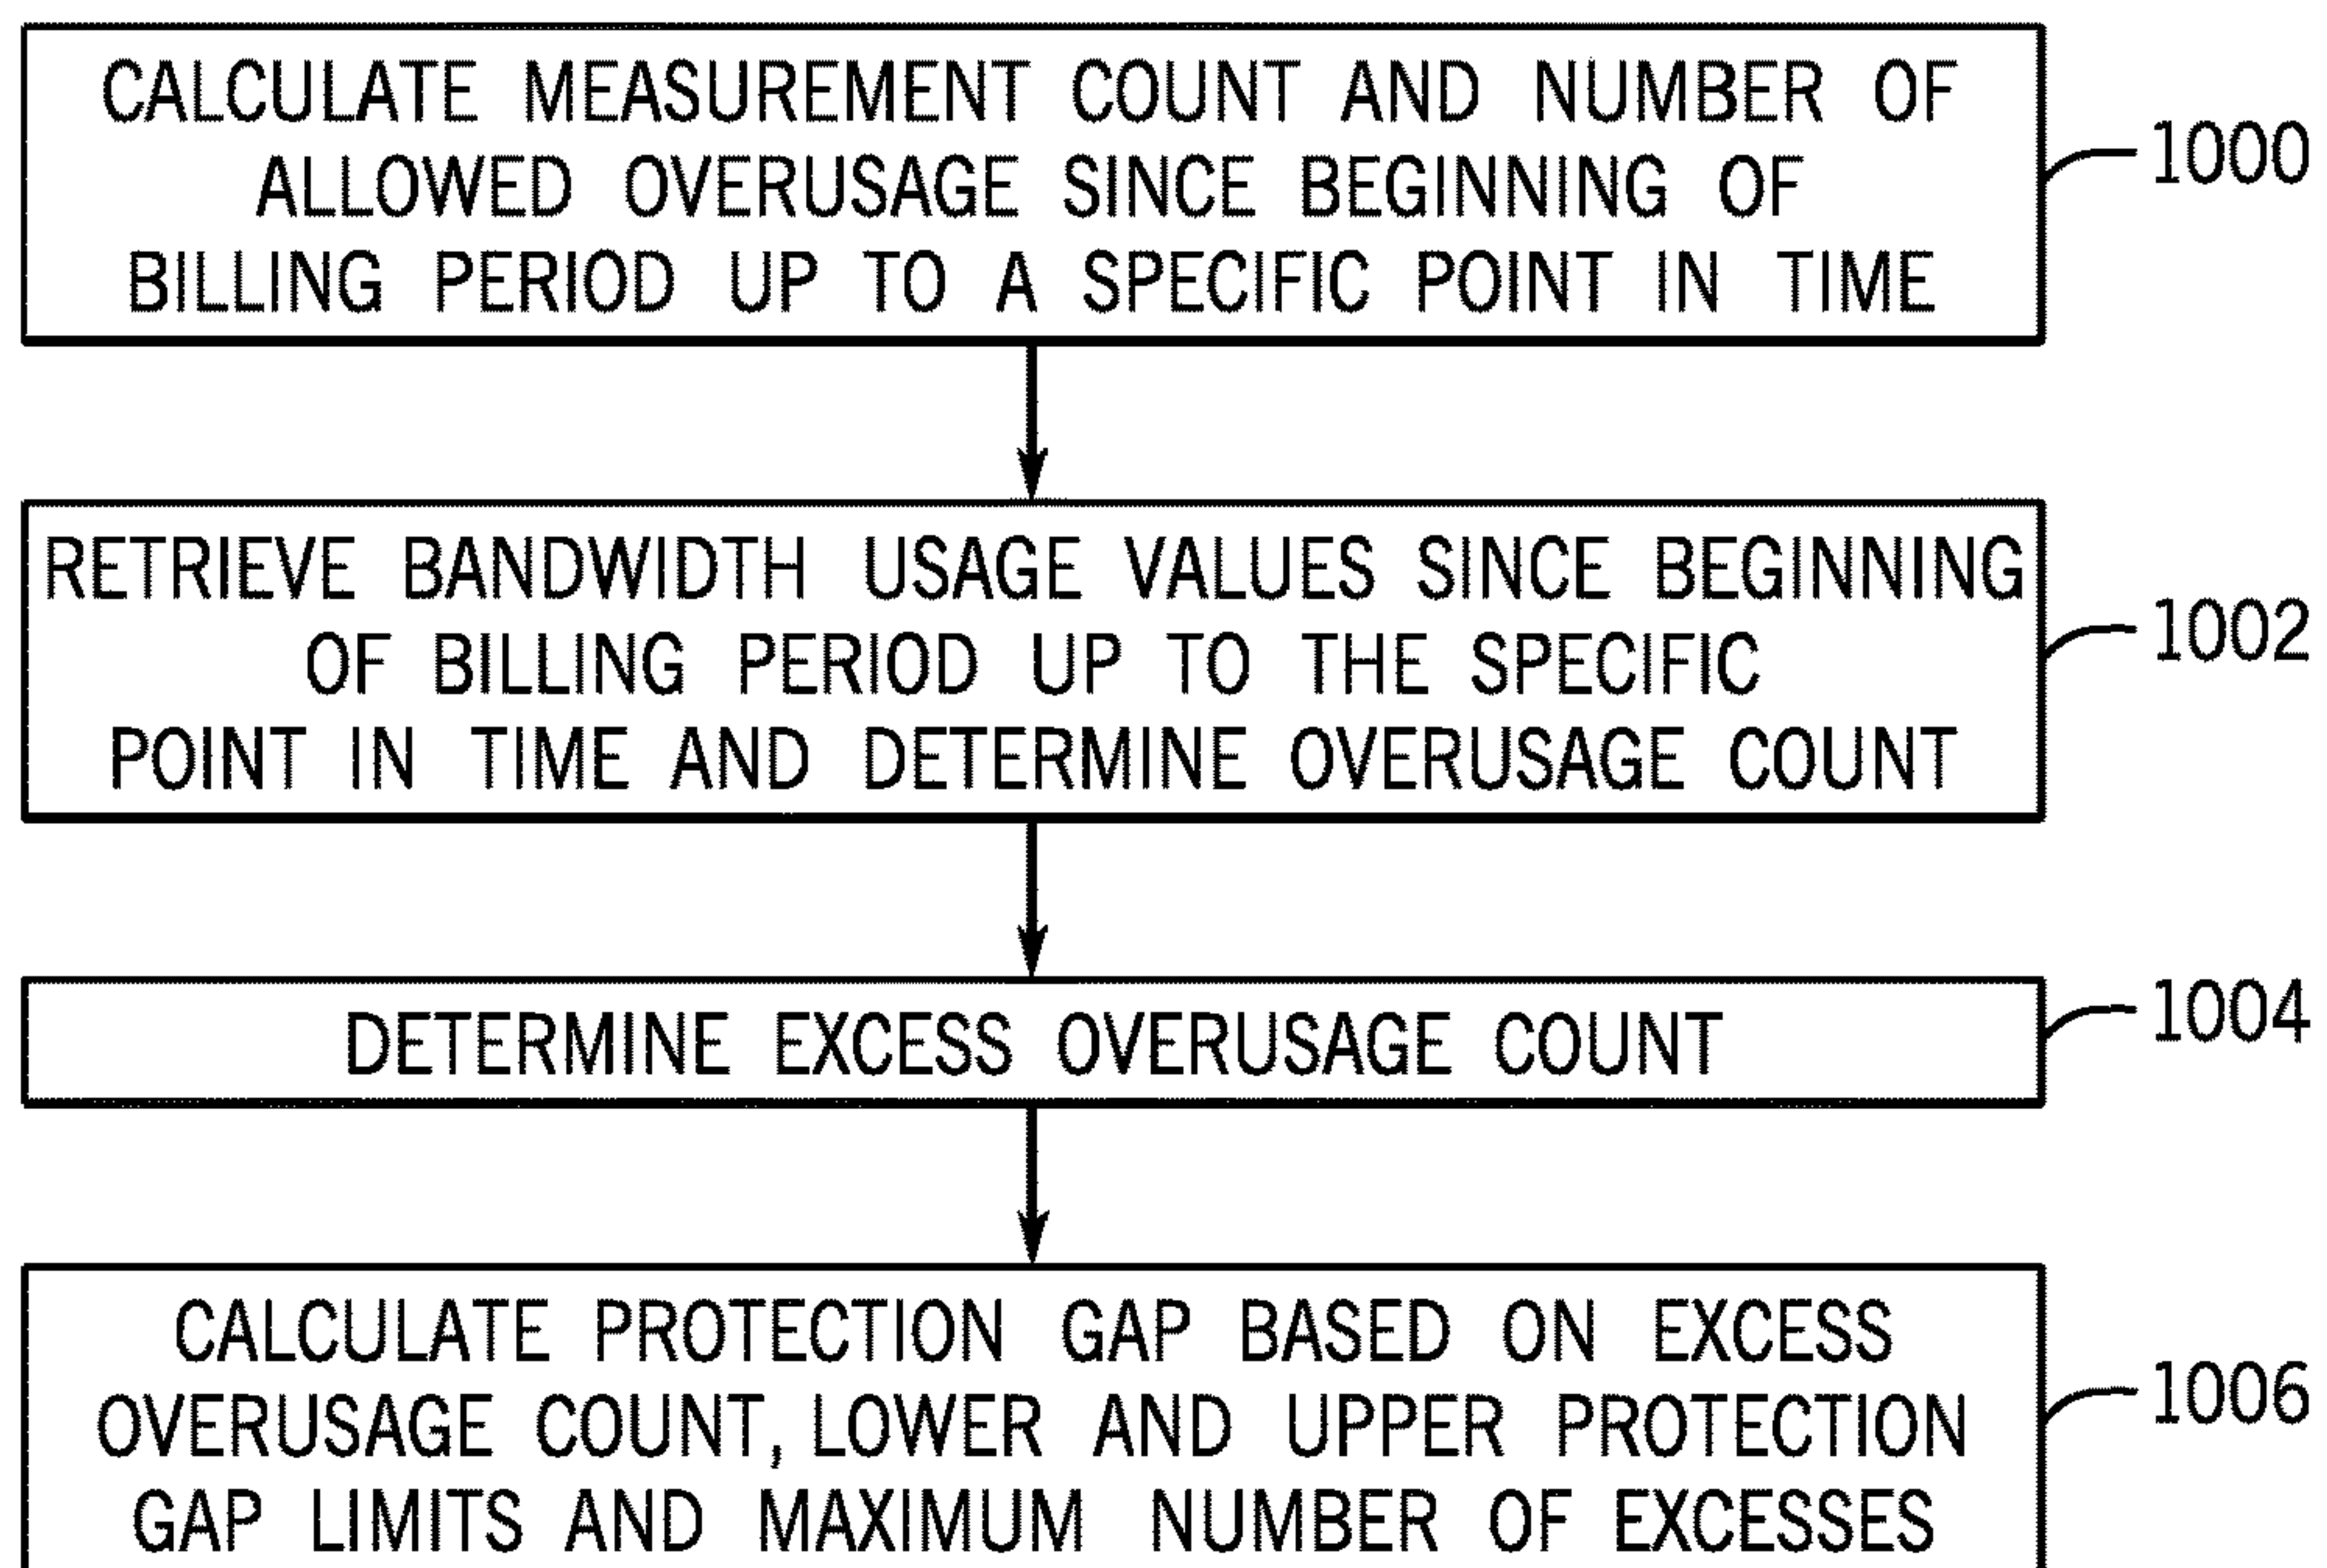 CALCULATE MEASUREMENT COUNT AND NUMBER OF
ALLOWED OVERUSAGE SINCE BEGINNING OF
BILLING PERIOD UP TO A SPECIFIC POINT IN TIME
1000
RETRIEVE BANDWIDTH USAGE VALUES SINCE BEGINNING
OF BILLING PERIOD UP TO THE SPECIFIC
POINT IN TIME AND DETERMINE OVERUSAGE COUNT
1002
DETERMINE EXCESS OVERUSAGE COUNT
1004
CALCULATE PROTECTION GAP BASED ON EXCESS
OVERUSAGE COUNT, LOWER AND UPPER PROTECTION
GAP LIMITS AND MAXIMUM NUMBER OF EXCESSES
1006